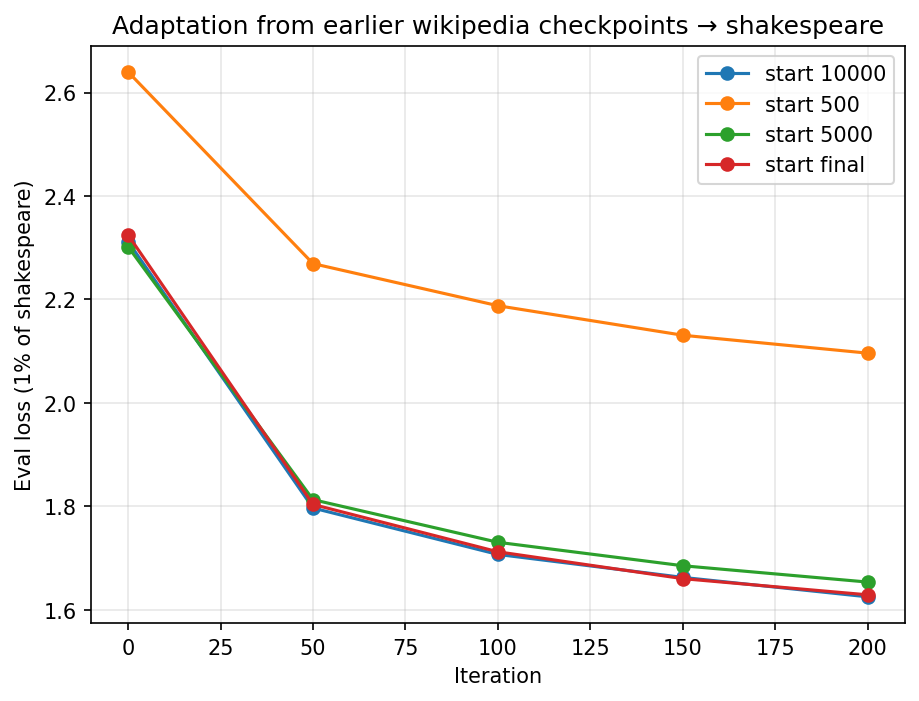 Adaptation from earlier wikipedia checkpoints → shakespeare
Eval loss (1% of shakespeare)
2.6
2.4
2.2
2.0
1.8
1.6
start 10000
start 500
start 5000
start final
0 25 50 75 100 125 150 175 200
Iteration